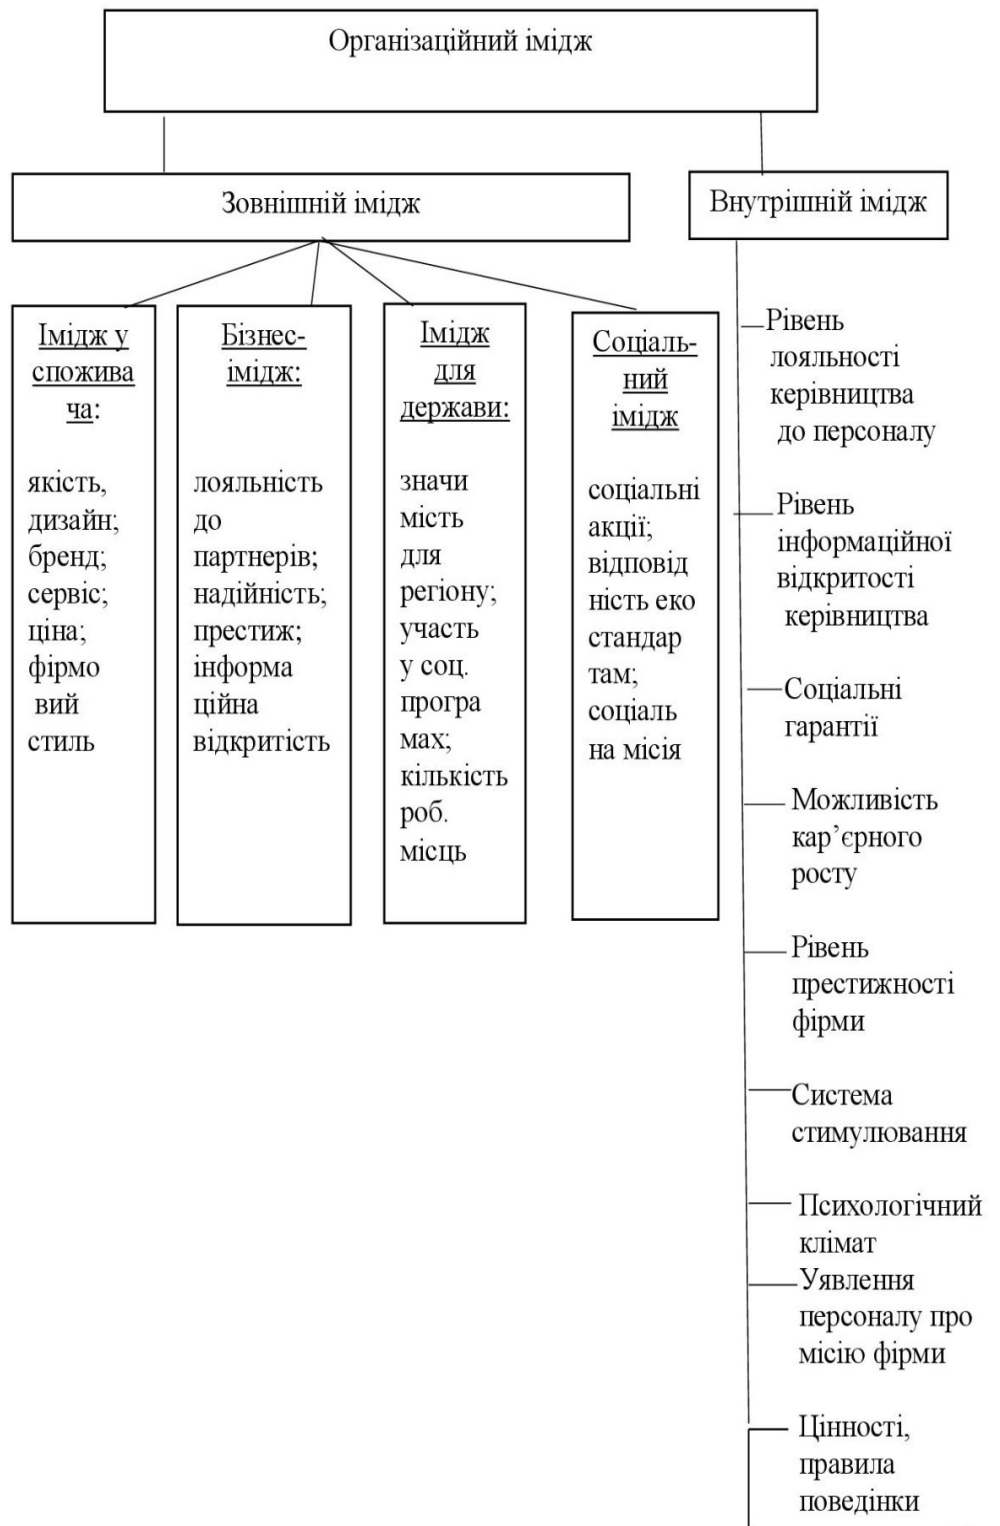 Організаційний імідж
Зовнішній імідж
Внутрішній імідж
Імідж у
спожива
ча:
якість,
дизайн;
бренд;
сервіс;
ціна;
фірмо
вий
стиль
Бізнес-
імідж:
лояльність
до
партнерів;
надійність;
престиж;
інформа
ційна
відкритість
Імідж
для
держави:
значи
мість
для
регіону;
участь
у соц.
програ
мах;
кількість
роб.
місць
Соціаль-
ний
імідж
соціальні
акції;
відповід
ність еко
стандар
там;
соціаль
на місія
Рівень
лояльності
керівництва
до персоналу
Рівень
інформаційної
відкритості
керівництва
Соціальні
гарантії
Можливість
кар’єрного
росту
Рівень
престижності
фірми
Система
стимулювання
Психологічний
клімат
Уявлення
персоналу про
місію фірми
Цінності,
правила
поведінки